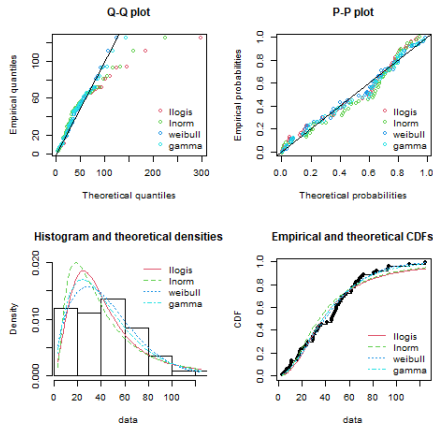 Q-Q plot
Empirical quantiles
0 20 60 100
0 50 100 150 200 250 300
Theoretical quantiles
llogis
lnorm
weibull
gamma
P-P plot
Empirical probabilities
0.0 0.2 0.4 0.6 0.8 1.0
0.0 0.2 0.4 0.6 0.8 1.0
Theoretical probabilities
llogis
lnorm
weibull
gamma
Histogram and theoretical densities
Density
0.000 0.010 0.020
0 20 40 60 80 100
data
llogis
lnorm
weibull
gamma
Empirical and theoretical CDFs
CDF
0.0 0.2 0.4 0.6 0.8 1.0
0 20 40 60 80 100
data
llogis
lnorm
weibull
gamma